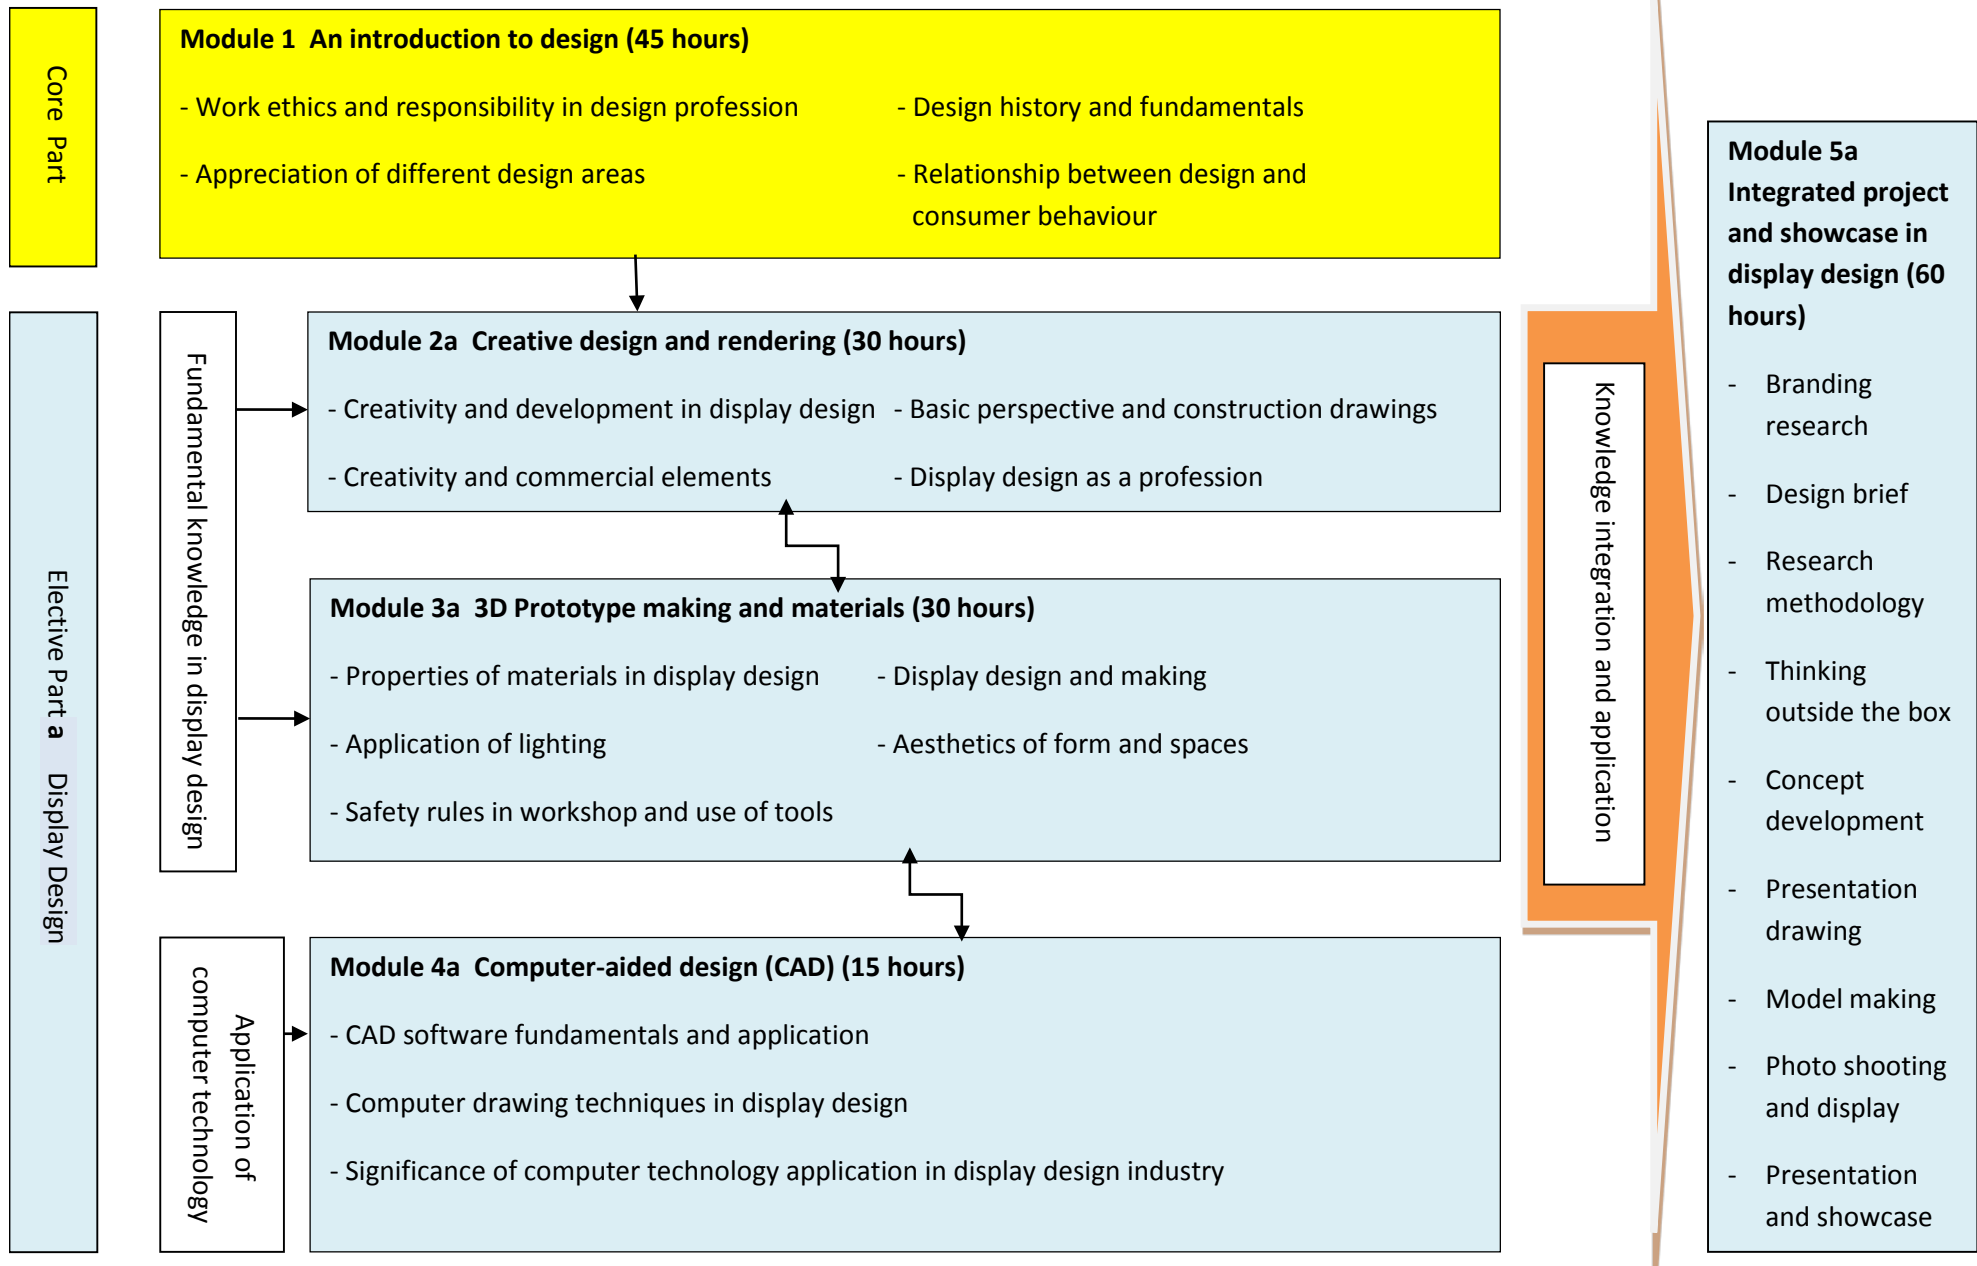 Core Part
Module 1 An introduction to design (45 hours)
- Work ethics and responsibility in design profession
- Design history and fundamentals
- Appreciation of different design areas
- Relationship between design and
consumer behaviour
Elective Part a Display Design
Fundamental knowledge in display design
Module 2a Creative design and rendering (30 hours)
- Creativity and development in display design
- Basic perspective and construction drawings
- Creativity and commercial elements
- Display design as a profession
Module 3a 3D Prototype making and materials (30 hours)
- Properties of materials in display design
- Display design and making
- Application of lighting
- Aesthetics of form and spaces
- Safety rules in workshop and use of tools
Application of
computer technology
Module 4a Computer-aided design (CAD) (15 hours)
- CAD software fundamentals and application
- Computer drawing techniques in display design
- Significance of computer technology application in display design industry
Knowledge integration and application
Module 5a
Integrated project
and showcase in
display design (60
hours)
- Branding
research
- Design brief
- Research
methodology
- Thinking
outside the box
- Concept
development
- Presentation
drawing
- Model making
- Photo shooting
and display
- Presentation
and showcase